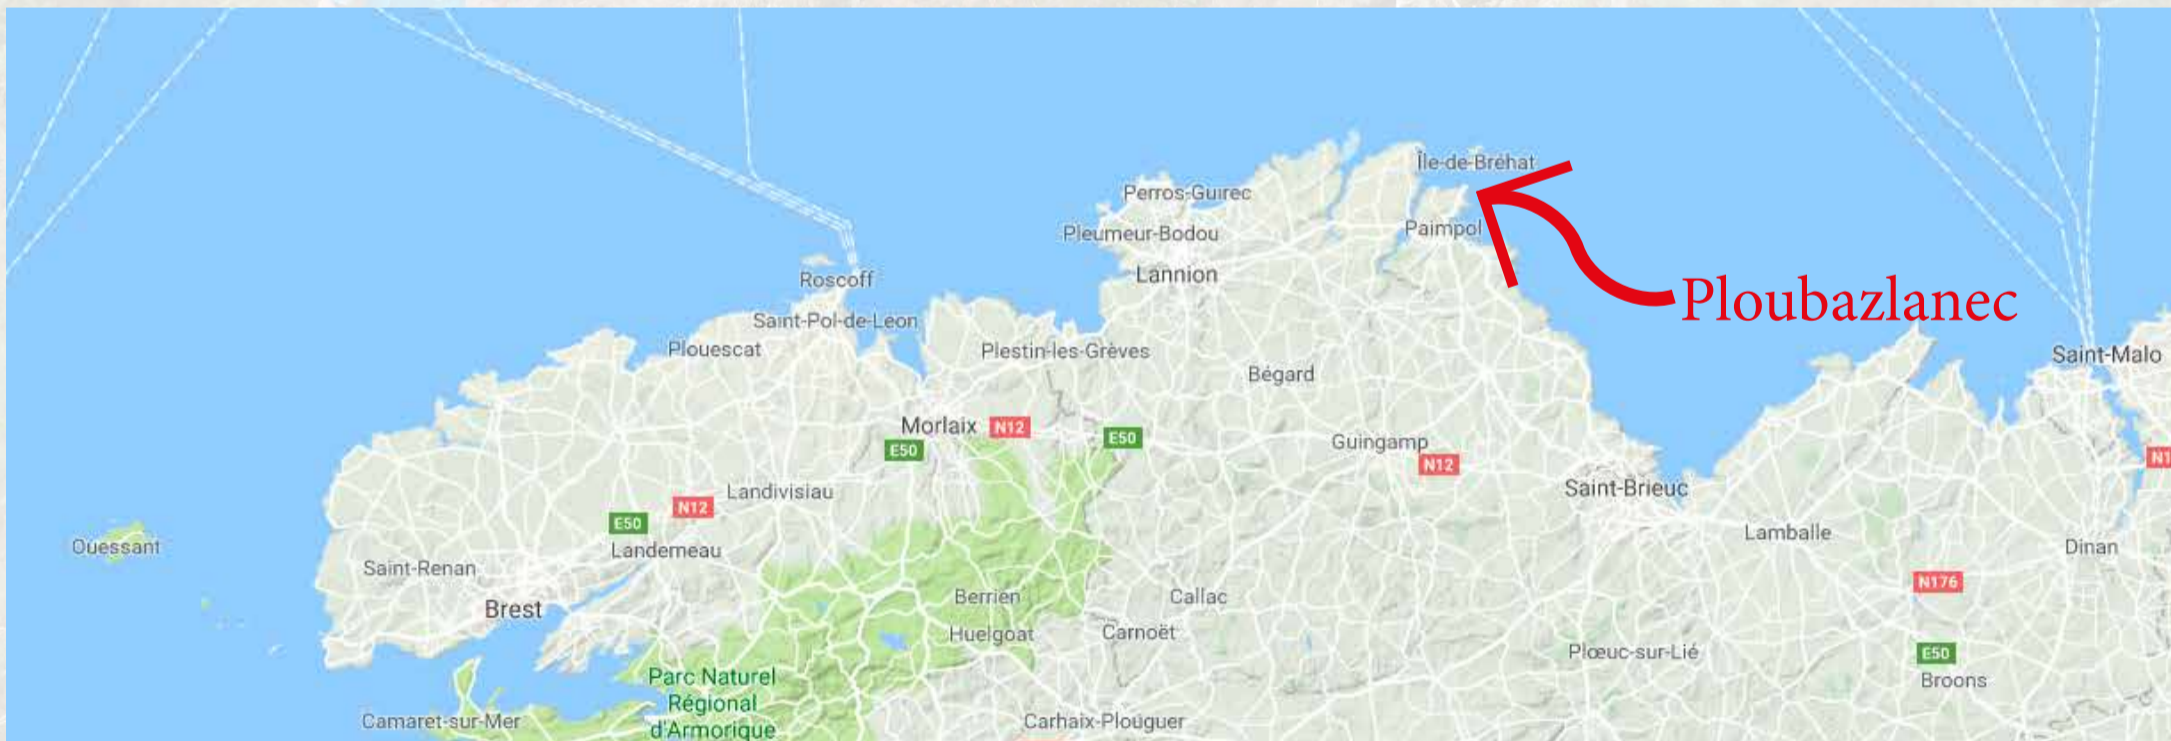 Île-de-Bréhat
Perros-Guirec
Pleumeur-Bodou
Paimpol
Lannion
Roscoff
Ploubazlanec
Saint-Pol-de-Léon
Plouescat
Plestin-les-Grèves
Saint-Malo
Bégard
Morlaix
N12
E50
E50
Guingamp
N12
N1
Landivisiau
Saint-Brieuc
N12
E50
Lamballe
Ouessant
Landerneau
Dinan
Saint-Renan
N176
Brest
Berrien
Callac
Huelgoat
Carnoët
Plœuc-sur-Lié
E50
Broons
Parc Naturel
Régional
d'Armorique
Camaret-sur-Mer
Carhaix-Plouguer